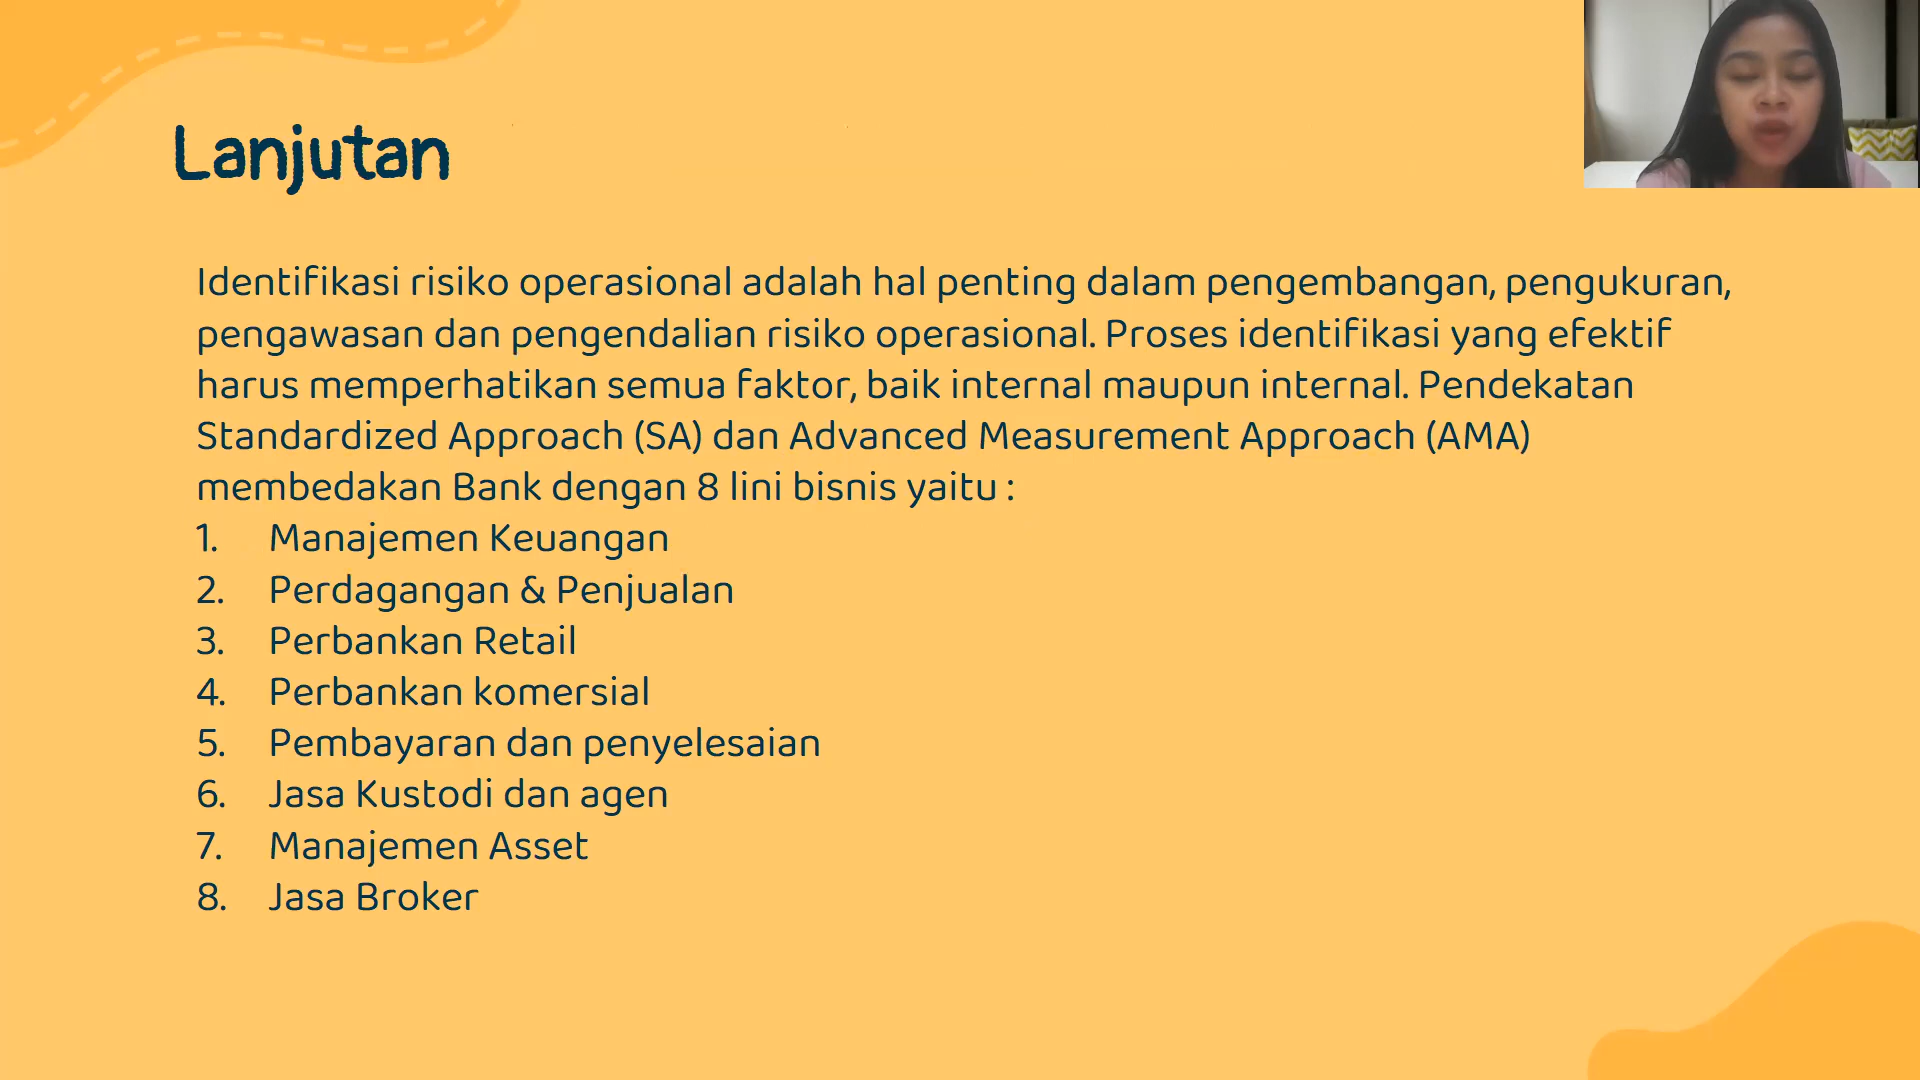 Lanjutan
Identifikasi risiko operasional adalah hal penting dalam pengembangan, pengukuran,
pengawasan dan pengendalian risiko operasional. Proses identifikasi yang efektif
harus memperhatikan semua faktor, baik internal maupun internal. Pendekatan
Standardized Approach (SA) dan Advanced Measurement Approach (AMA)
membedakan Bank dengan 8 lini bisnis yaitu :
1. Manajemen Keuangan
2. Perdagangan & Penjualan
3. Perbankan Retail
4. Perbankan komersial
5. Pembayaran dan penyelesaian
6. Jasa Kustodi dan agen
7. Manajemen Asset
8. Jasa Broker